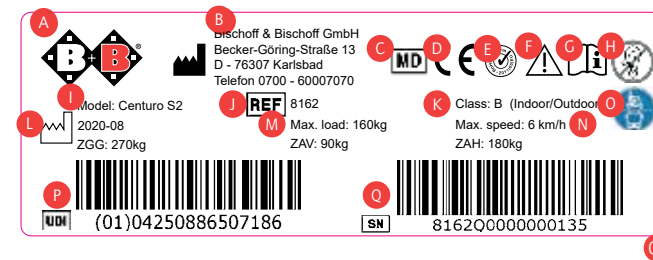 A
B
B+B®
Bischoff & Bischoff GmbH
Becker-Göring-Straße 13
D - 76307 Karlsbad
Telefon 0700 - 60007070
C
MD
D
CE
E
F
G
H
I
Model: Centuro S2
J
REF
8162
K
Class: B (Indoor/Outdoor
O
L
2020-08
M
Max. load: 160kg
Max. speed: 6 km/h
N
ZGG: 270kg
ZAV: 90kg
ZAH: 180kg
P
Q
UDI
(01)04250886507186
SN
8162Q0000000135